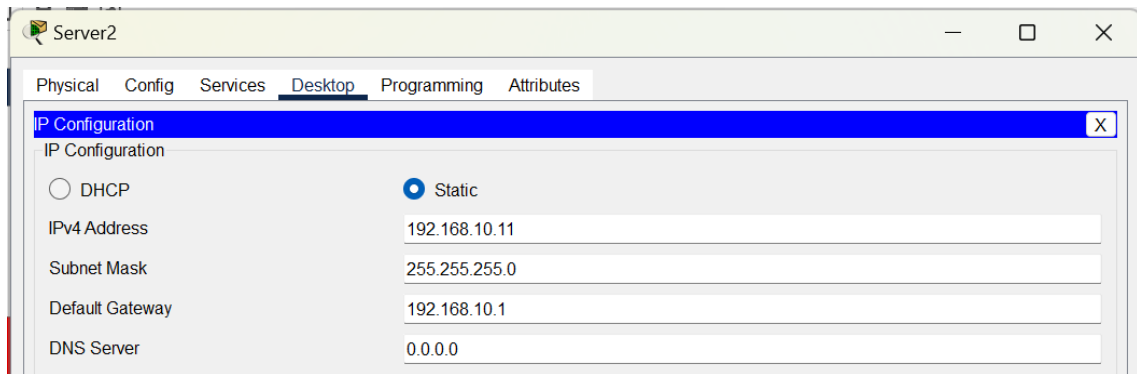 Server2
Physical Config Services Desktop Programming Attributes
IP Configuration X
IP Configuration
DHCP Static
IPv4 Address 192.168.10.11
Subnet Mask 255.255.255.0
Default Gateway 192.168.10.1
DNS Server 0.0.0.0